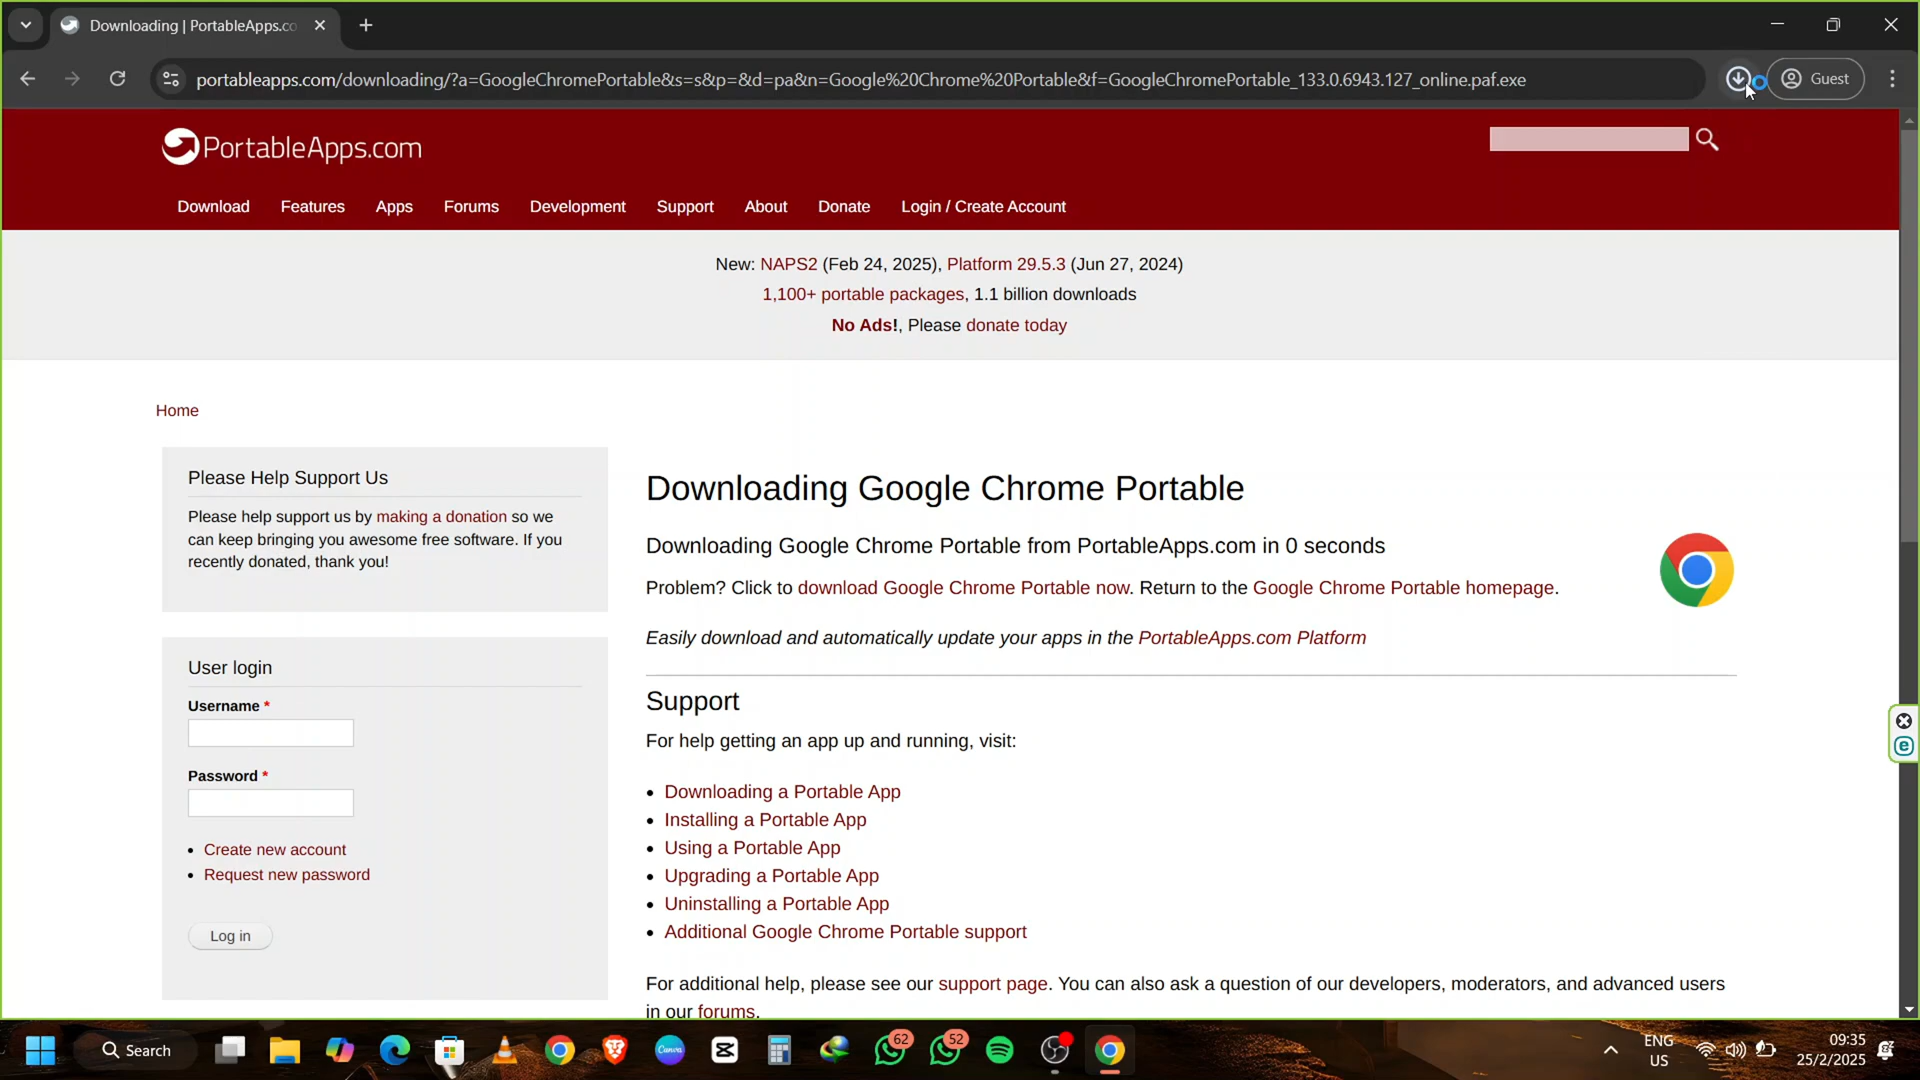 Downloading | PortableApps.co
portableapps.com/downloading/?a=GoogleChromePortable&s=s&p=&d=pa&n=Google%20Chrome%20Portable&f=GoogleChromePortable_133.0.6943.127_online.paf.exe
Guest
PortableApps.com
Download Features Apps Forums Development Support About Donate Login / Create Account
New: NAPS2 (Feb 24, 2025), Platform 29.5.3 (Jun 27, 2024)
1,100+ portable packages, 1.1 billion downloads
No Ads!, Please donate today
Home
Please Help Support Us
Please help support us by making a donation so we
can keep bringing you awesome free software. If you
recently donated, thank you!
User login
Username *
Password *
Create new account
Request new password
Log in
Downloading Google Chrome Portable
Downloading Google Chrome Portable from PortableApps.com in 0 seconds
Problem? Click to download Google Chrome Portable now. Return to the Google Chrome Portable homepage.
Easily download and automatically update your apps in the PortableApps.com Platform
Support
For help getting an app up and running, visit:
Downloading a Portable App
Installing a Portable App
Using a Portable App
Upgrading a Portable App
Uninstalling a Portable App
Additional Google Chrome Portable support
For additional help, please see our support page. You can also ask a question of our developers, moderators, and advanced users
in our forums.
Search
Canva
62
52
ENG
US
09:35
25/2/2025